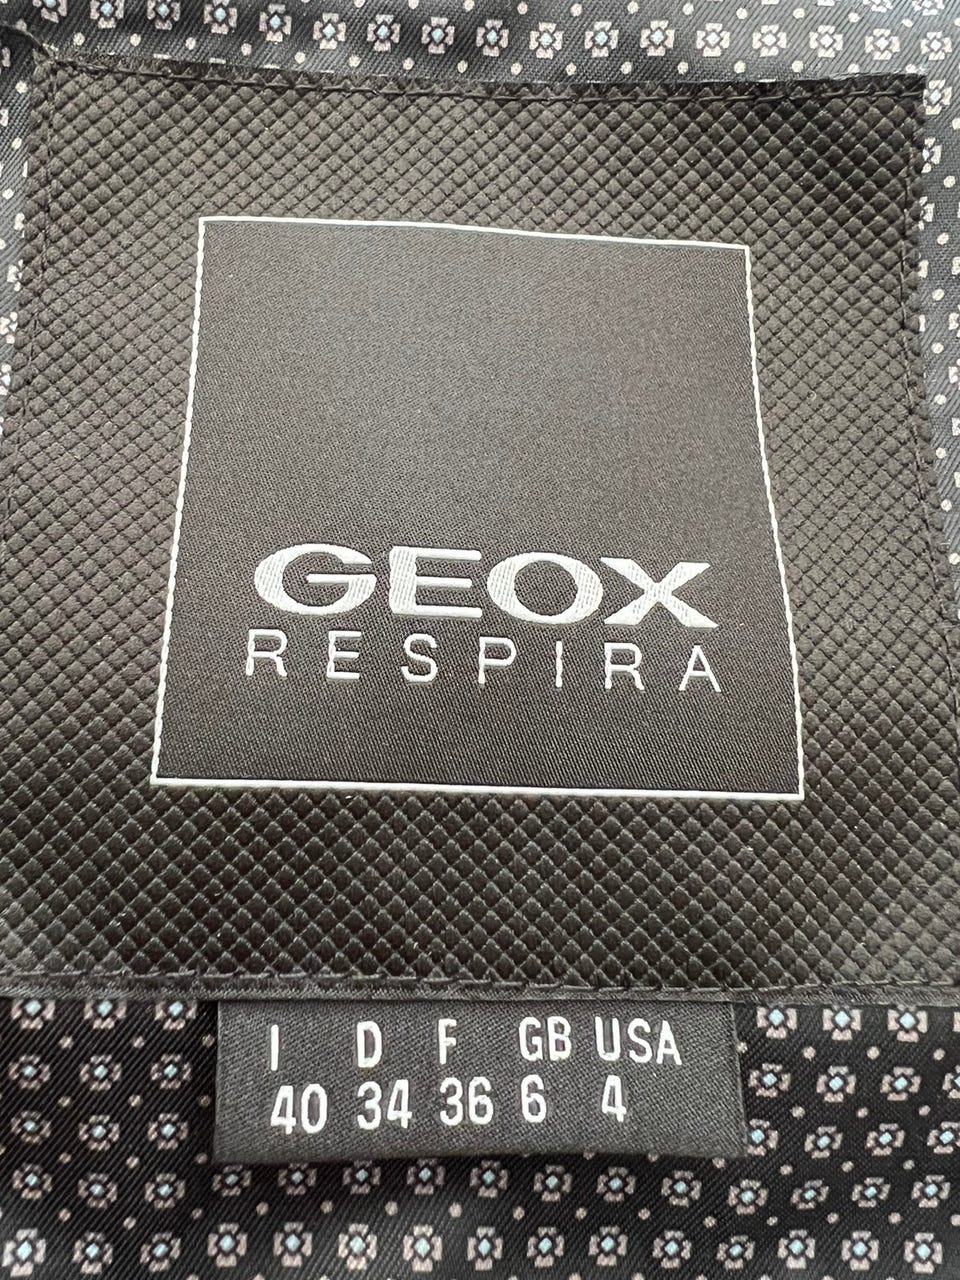 GEOX
RESPIRA
I D F GB USA
40 34 36 6 4